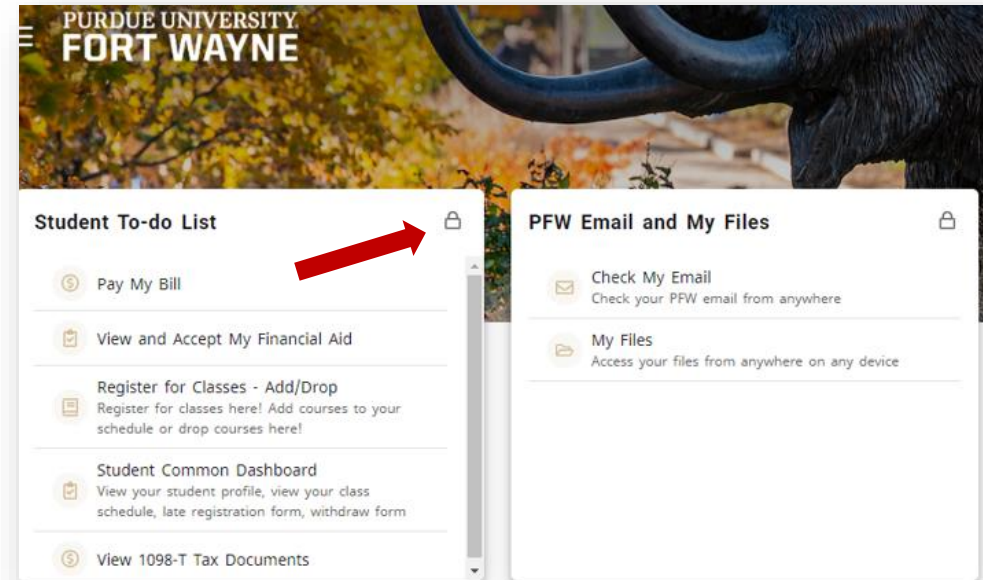 PURDUE UNIVERSITY
FORT WAYNE
Student To-do List
Pay My Bill
View and Accept My Financial Aid
Register for Classes - Add/Drop
Register for classes here! Add courses to your
schedule or drop courses here!
Student Common Dashboard
View your student profile, view your class
schedule, late registration form, withdraw form
View 1098-T Tax Documents
PFW Email and My Files
Check My Email
Check your PFW email from anywhere
My Files
Access your files from anywhere on any device